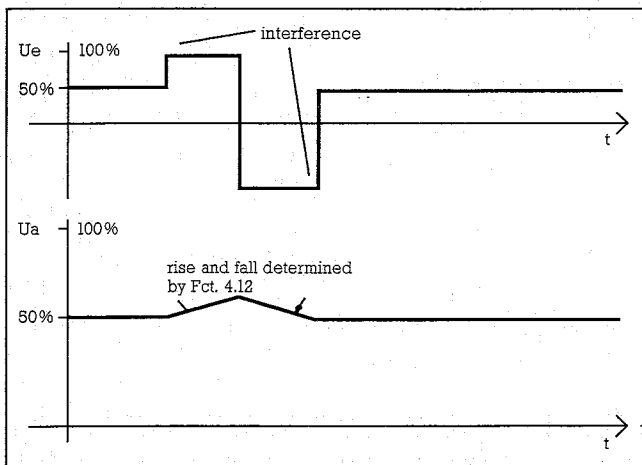 interference
Ue 100%
50%
t
Ua 100%
rise and fall determined
by Fct. 4.12
50%
t